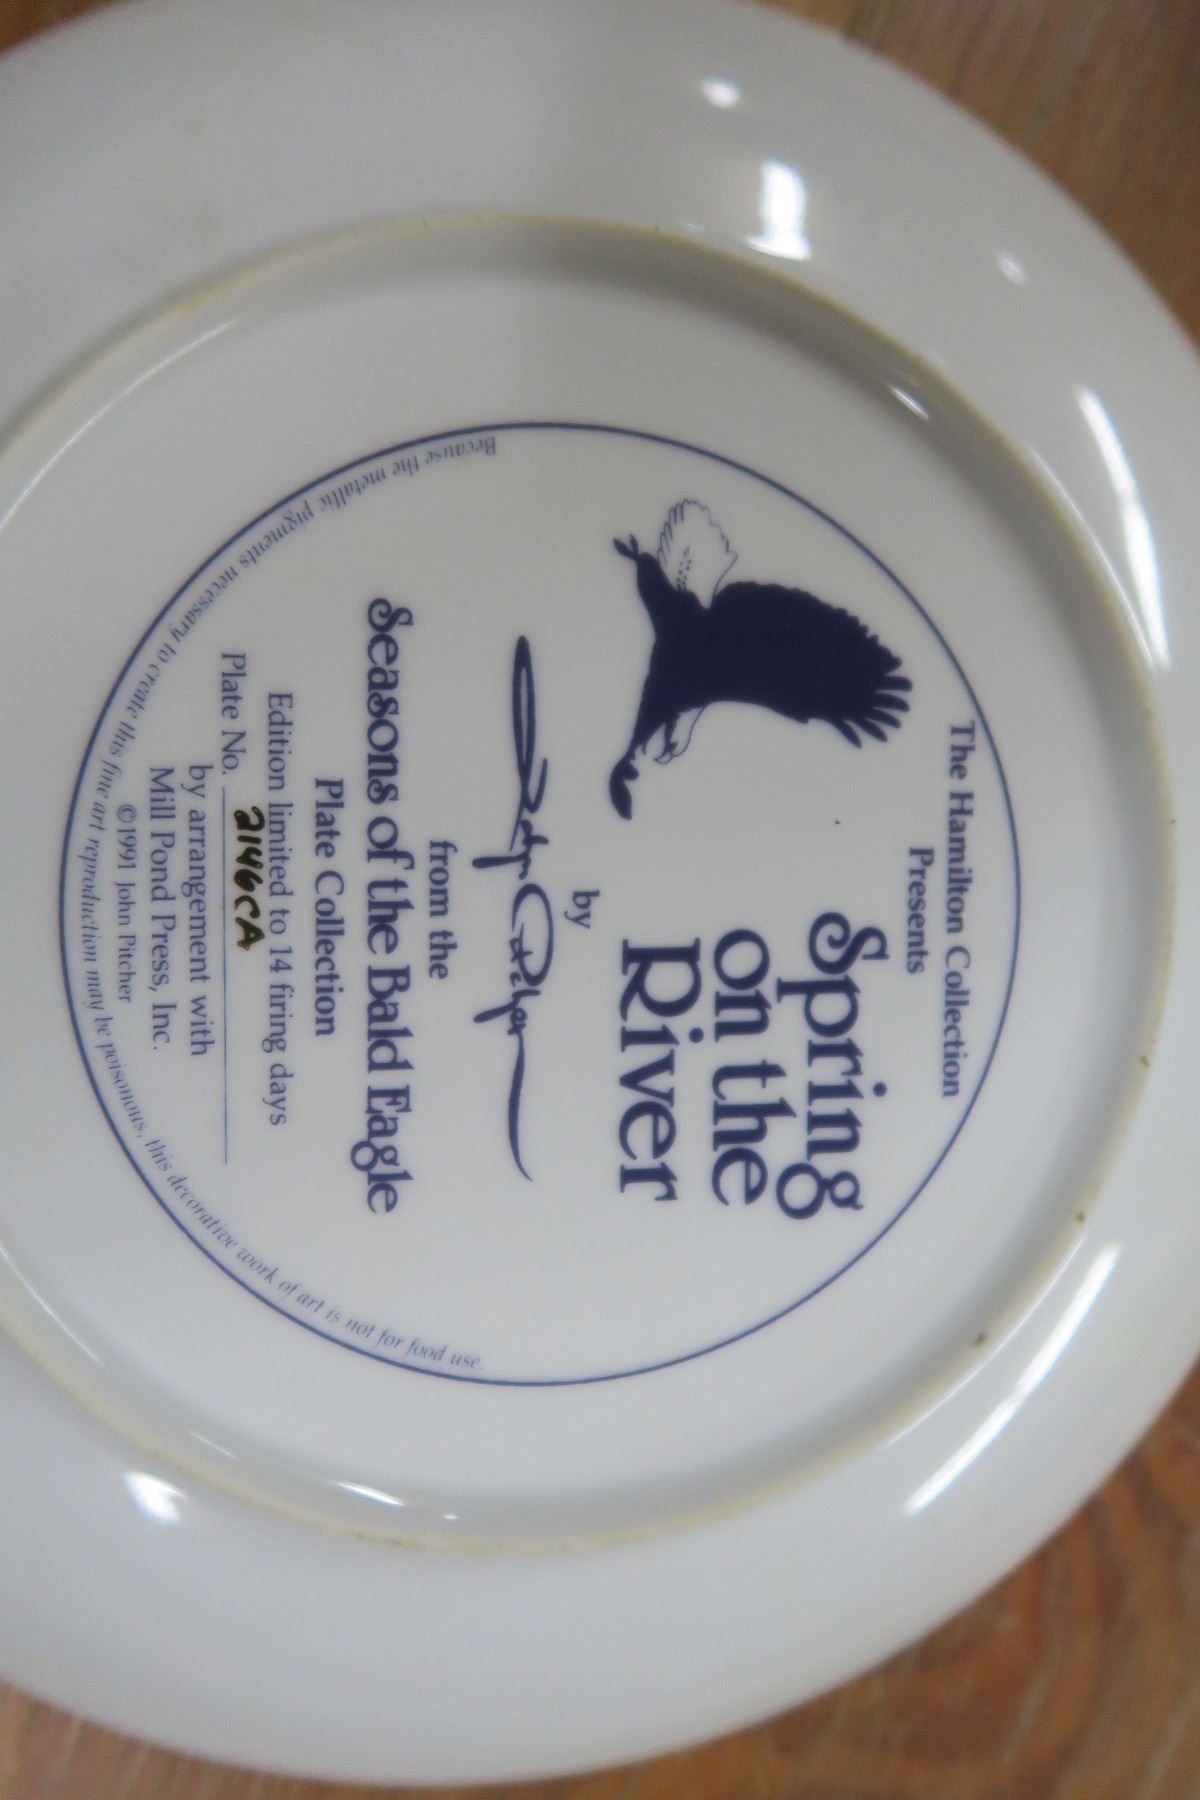 The Hamilton Collection
Presents
Spring
on the
River
by
John Pitcher
from the
Seasons of the Bald Eagle
Plate Collection
Edition limited to 14 firing days
Plate No. 2146CA
by arrangement with
Mill Pond Press, Inc.
©1991 John Pitcher
Because the metallic pigments necessary to create this fine art reproduction may be poisonous, this decorative work of art is not for food use.